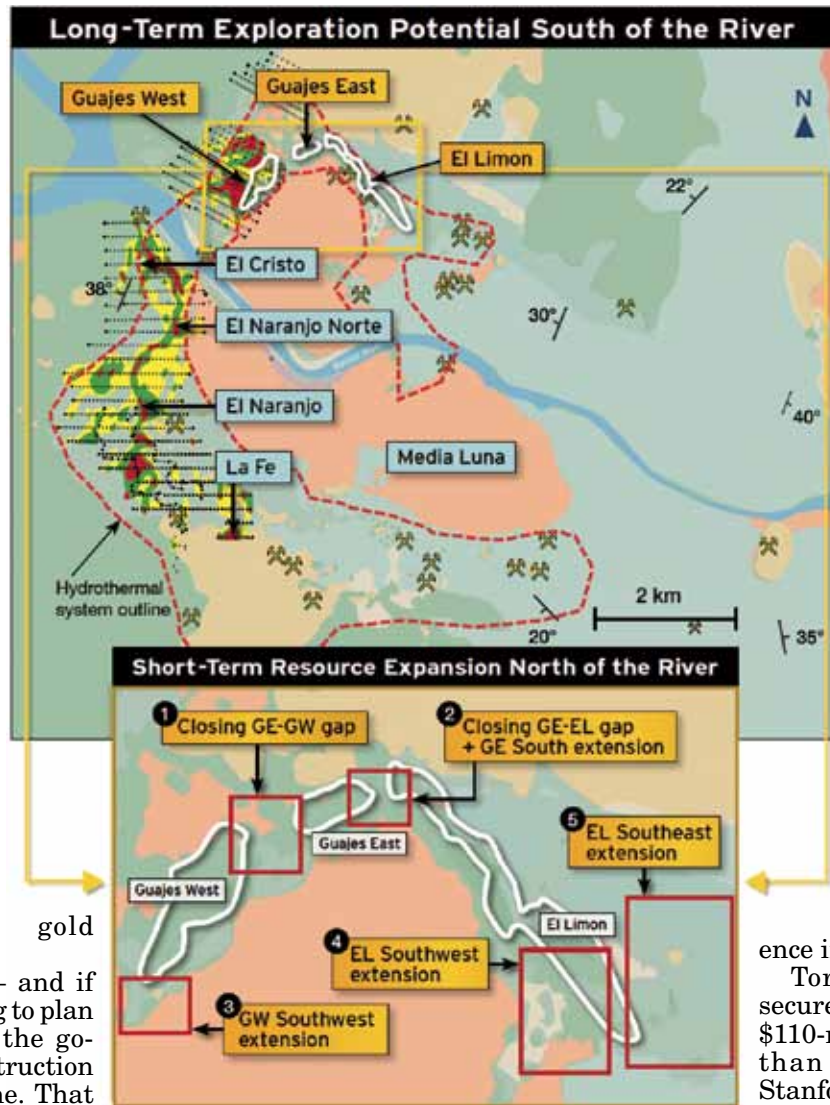 Long-Term Exploration Potential South of the River
Guajes West
Guajes East
N
El Limon
22°
El Cristo
38°
El Naranjo Norte
30°
El Naranjo
40°
Media Luna
La Fe
Hydrothermal
system outline
2 km
20°
35°
Short-Term Resource Expansion North of the River
1 Closing GE-GW gap
2 Closing GE-EL gap
+ GE South extension
Guajes East
5 EL Southeast
extension
Guajes West
El Limon
4 EL Southwest
extension
3 GW Southwest
extension
gold
– and if
g to plan
the go-
truction
ne. That
ence i
Tor
secure
$110-r
than
Stanfo